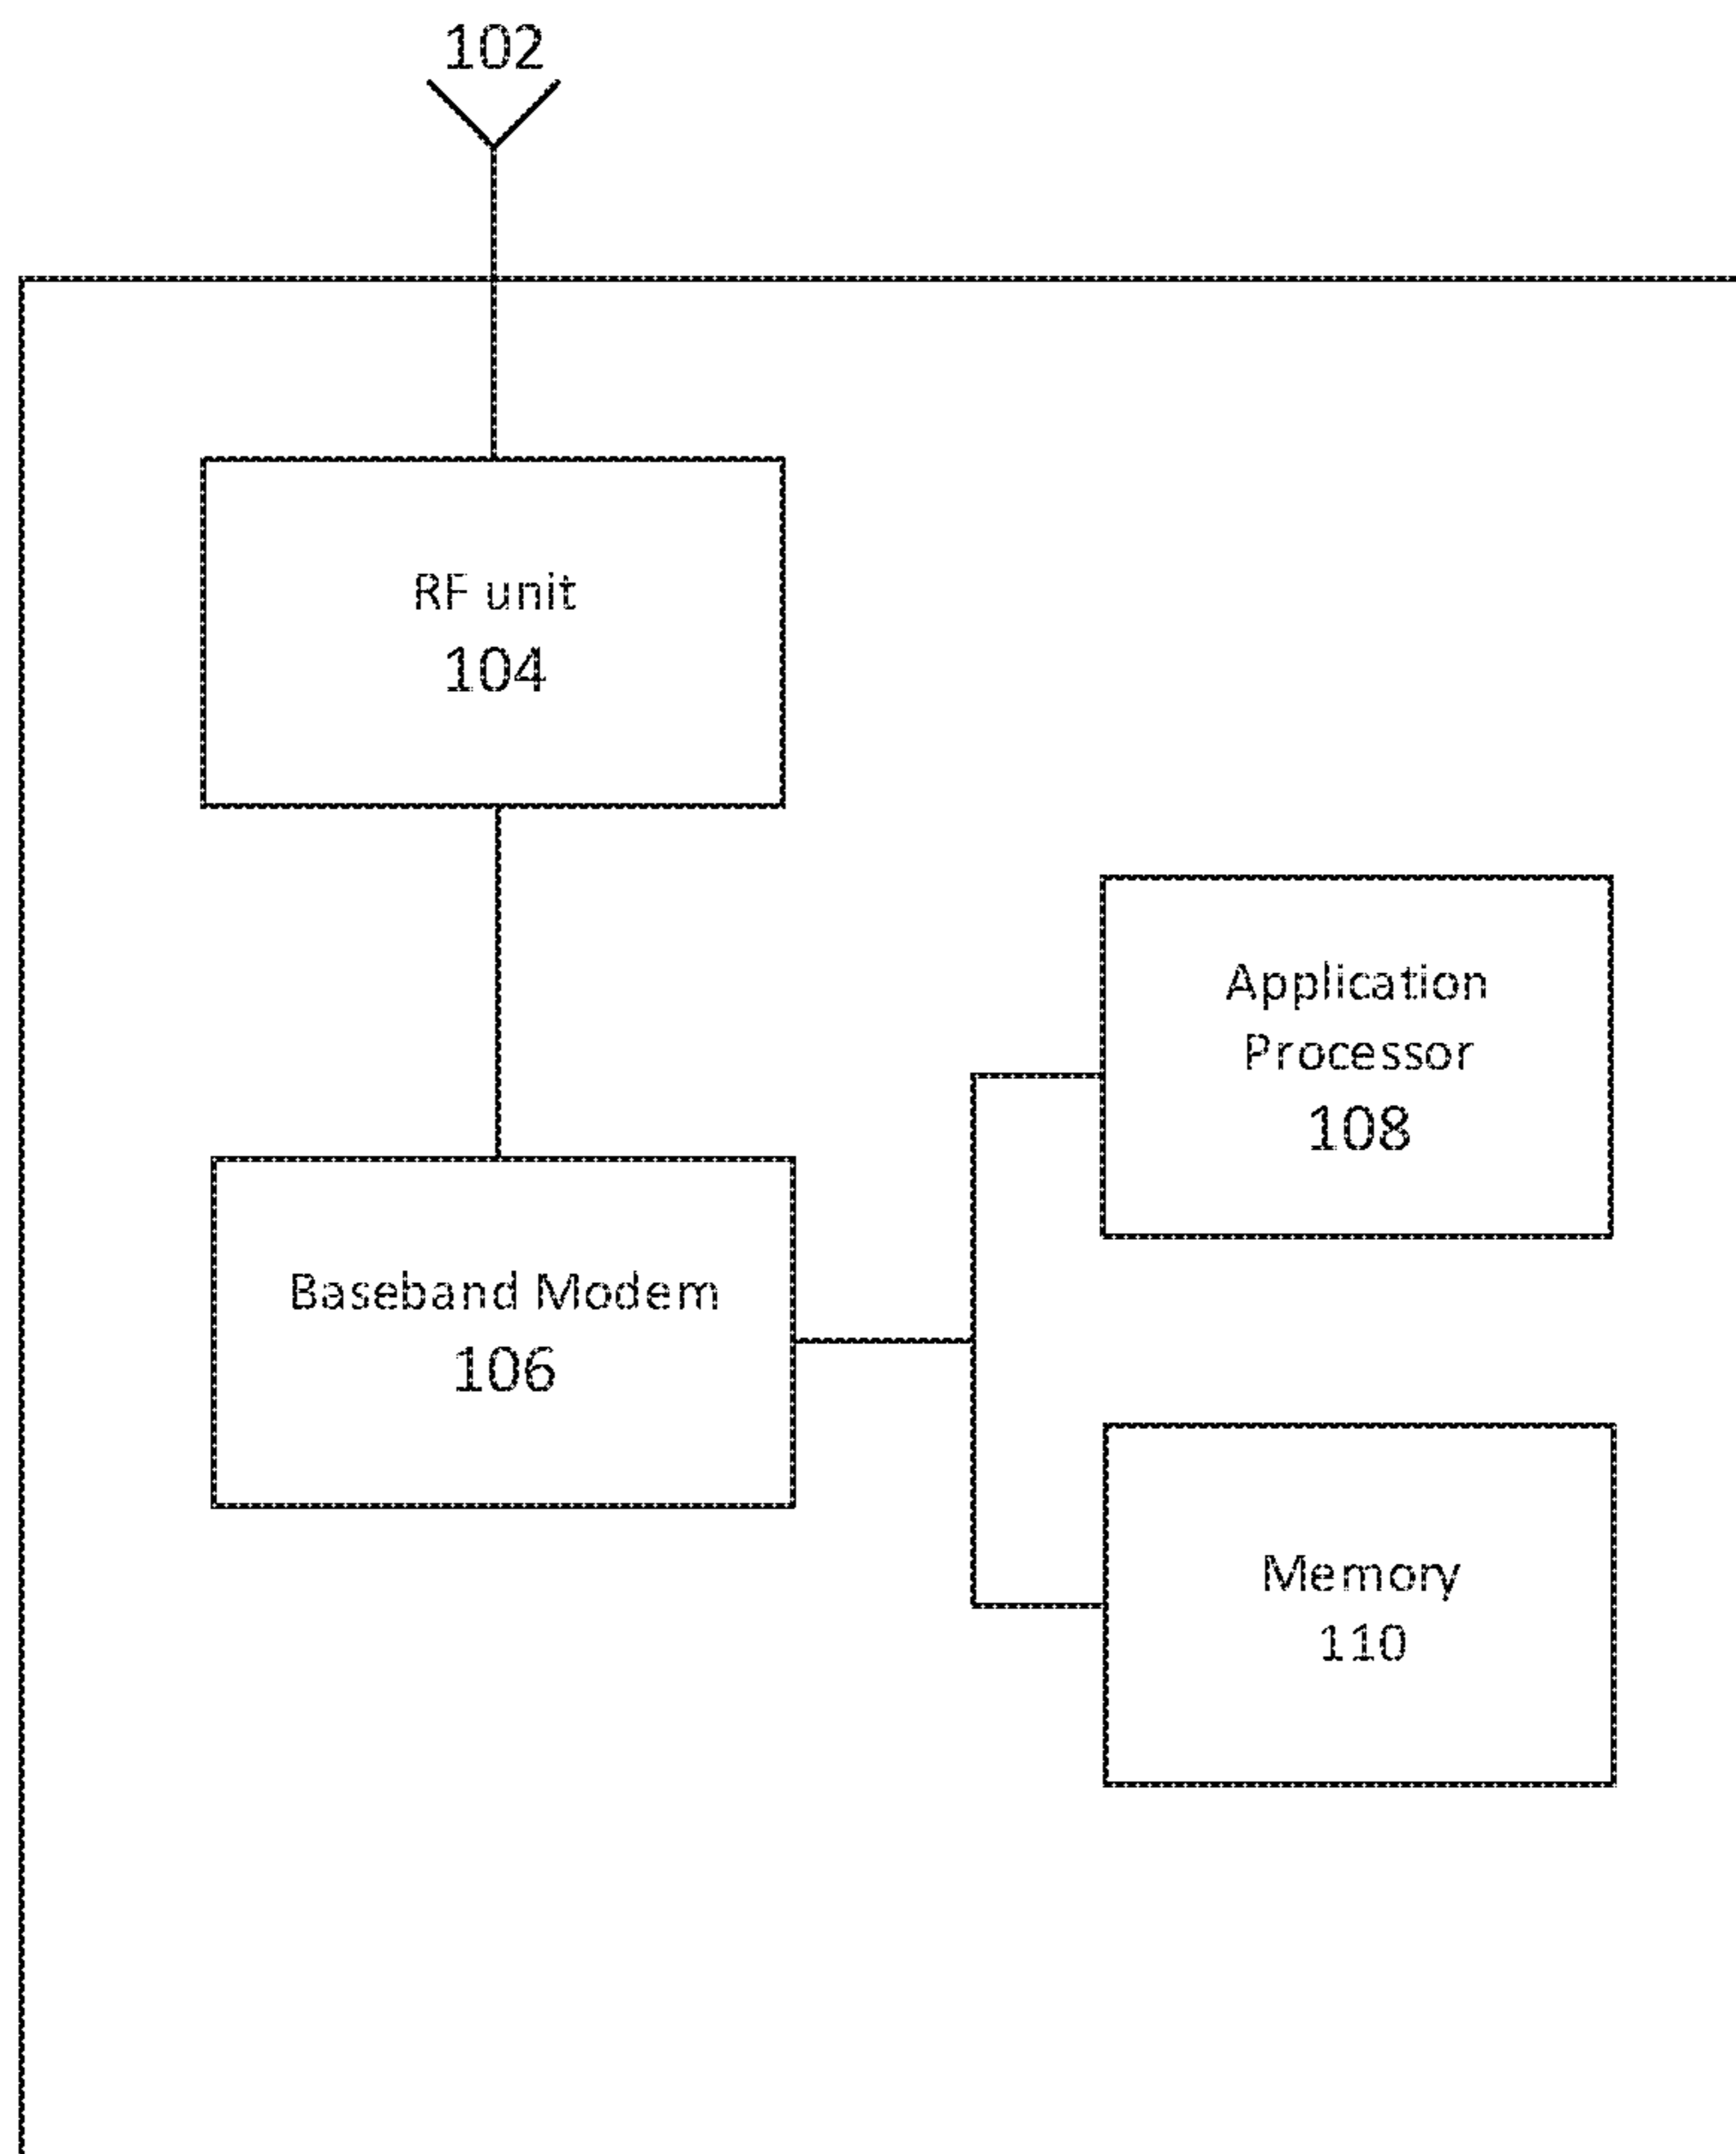 102
RF unit
104
Application
Processor
108
Baseband Modem
106
Memory
110